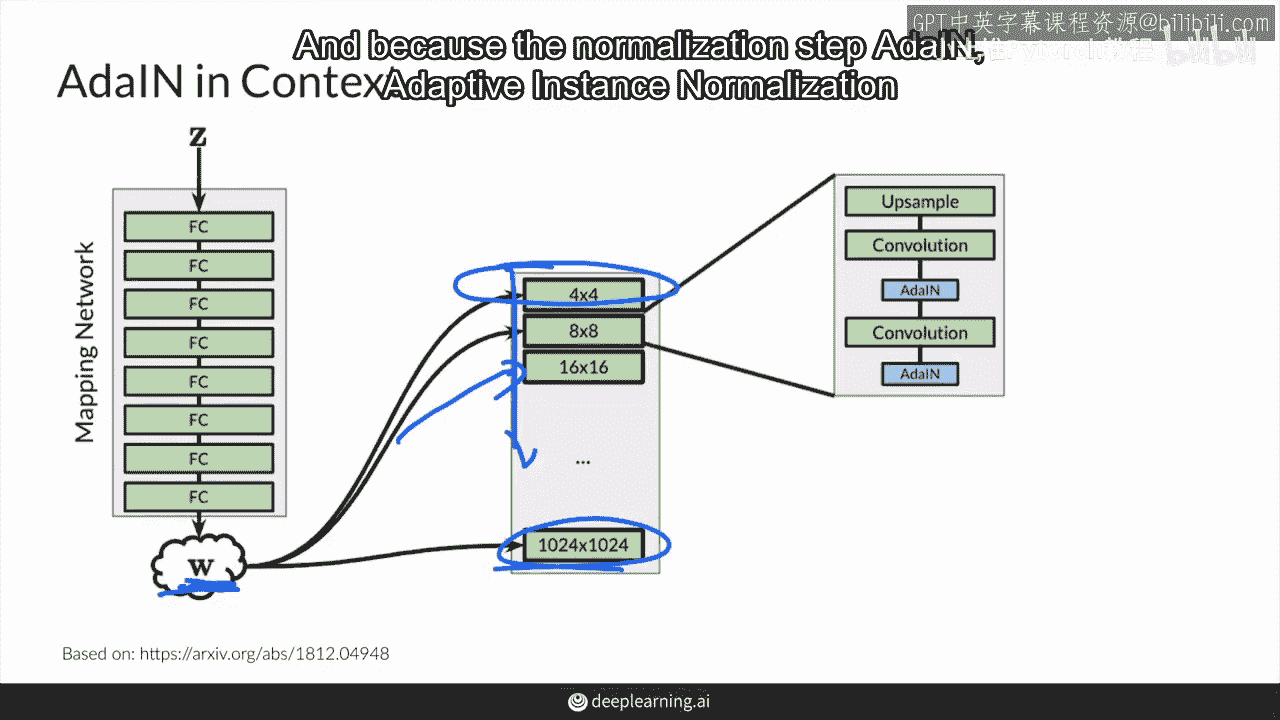 GPT中英字幕课程资源@bilibili.com
And because the normalization step AdaIN,
Adaptive Instance Normalization
AdaIN in Context
z
Mapping Network
FC
FC
FC
FC
FC
FC
FC
FC
w
4x4
8x8
16x16
...
1024x1024
Upsample
Convolution
AdaIN
Convolution
AdaIN
Based on: https://arxiv.org/abs/1812.04948
deeplearning.ai